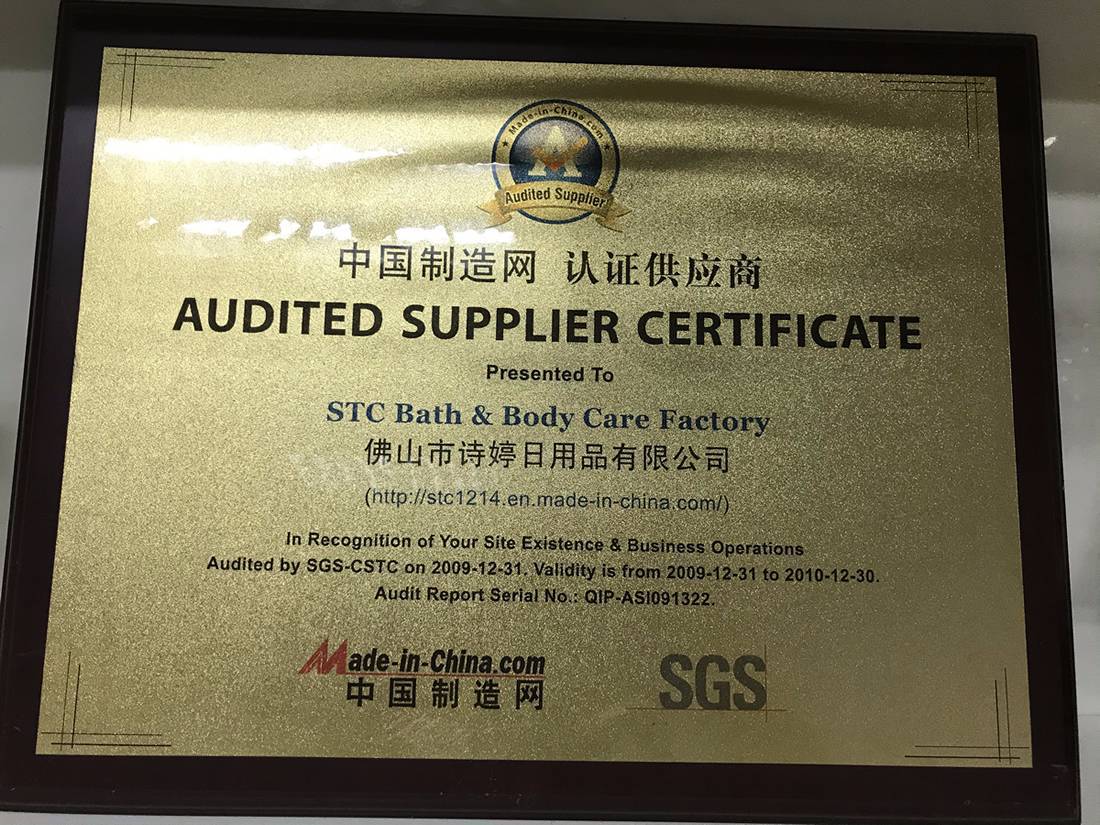 Made-in-China.com
Audited Supplier
中国制造网 认证供应商
AUDITED SUPPLIER CERTIFICATE
Presented To
STC Bath & Body Care Factory
佛山市诗婷日用品有限公司
(http://stc1214.en.made-in-china.com/)
In Recognition of Your Site Existence & Business Operations
Audited by SGS-CSTC on 2009-12-31. Validity is from 2009-12-31 to 2010-12-30.
Audit Report Serial No.: QIP-ASI091322.
Made-in-China.com
中国制造网
SGS